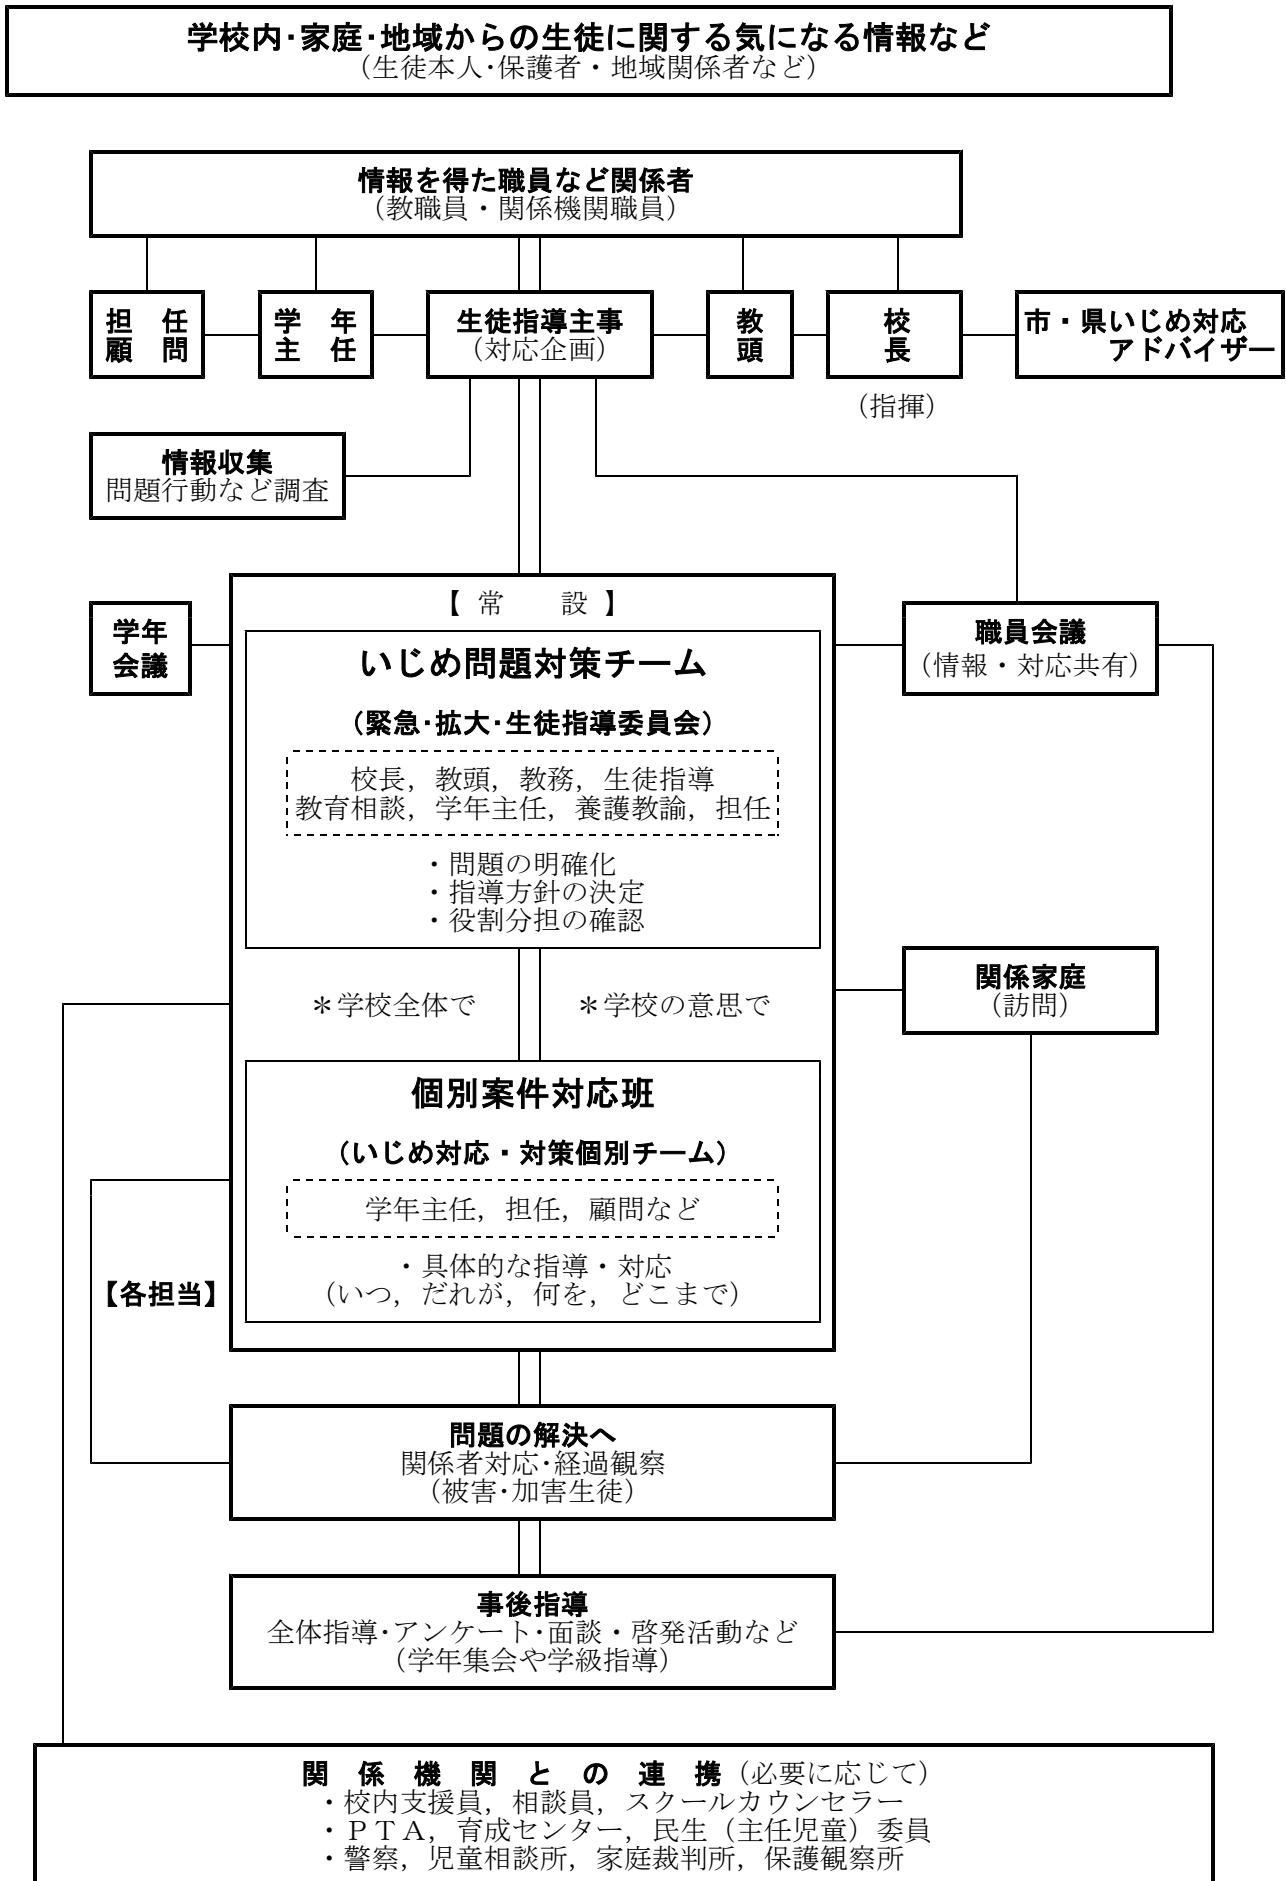 学校内･家庭･地域からの生徒に関する気になる情報など
（生徒本人･保護者・地域関係者など）
情報を得た職員など関係者
（教職員・関係機関職員）
担　任
顧　問
学　年
主　任
生徒指導主事
（対応企画）
教
頭
校
長
市・県いじめ対応
アドバイザー
（指揮）
情報収集
問題行動など調査
【 常　　設 】
学年
会議
いじめ問題対策チーム
（緊急･拡大･生徒指導委員会）
校長，教頭，教務，生徒指導
教育相談，学年主任，養護教諭，担任
・問題の明確化
・指導方針の決定
・役割分担の確認
職員会議
（情報・対応共有）
＊学校全体で
＊学校の意思で
関係家庭
（訪問）
個別案件対応班
（いじめ対応・対策個別チーム）
学年主任，担任，顧問など
・具体的な指導・対応
（いつ，だれが，何を，どこまで）
【各担当】
問題の解決へ
関係者対応･経過観察
（被害･加害生徒）
事後指導
全体指導･アンケート･面談・啓発活動など
（学年集会や学級指導）
関　係　機　関　と　の　連　携（必要に応じて）
・校内支援員，相談員，スクールカウンセラー
・ＰＴＡ，育成センター，民生（主任児童）委員
・警察，児童相談所，家庭裁判所，保護観察所